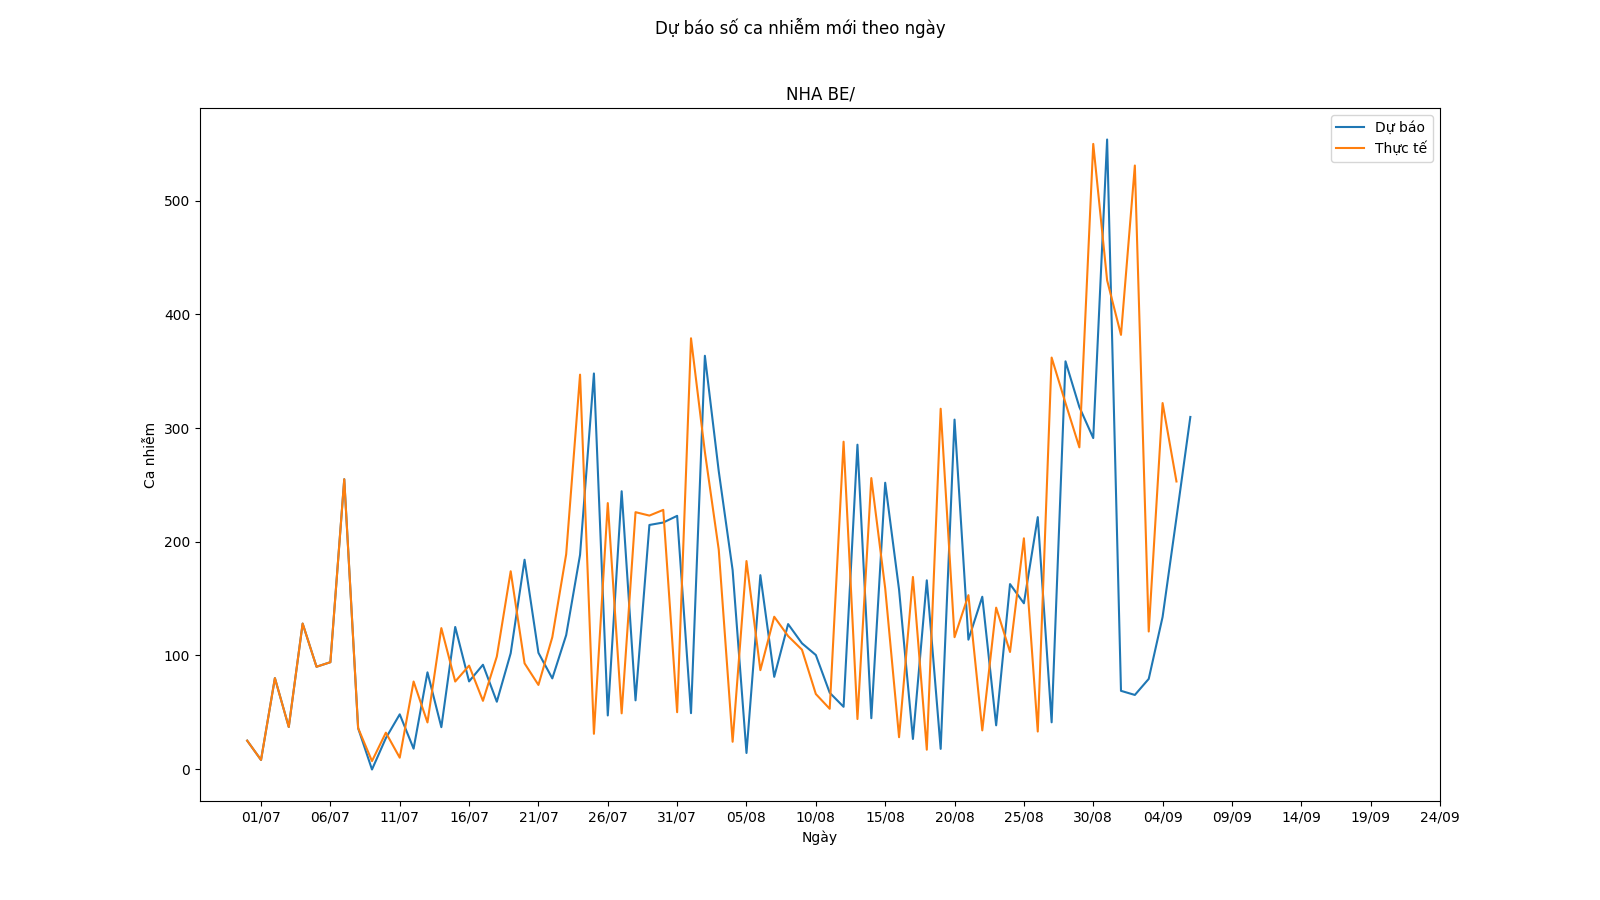 Dự báo số ca nhiễm mới theo ngày
NHA BE/
Dự báo
Thực tế
500
400
300
200
100
0
Ca nhiễm
01/07 06/07 11/07 16/07 21/07 26/07 31/07 05/08 10/08 15/08 20/08 25/08 30/08 04/09 09/09 14/09 19/09 24/09
Ngày